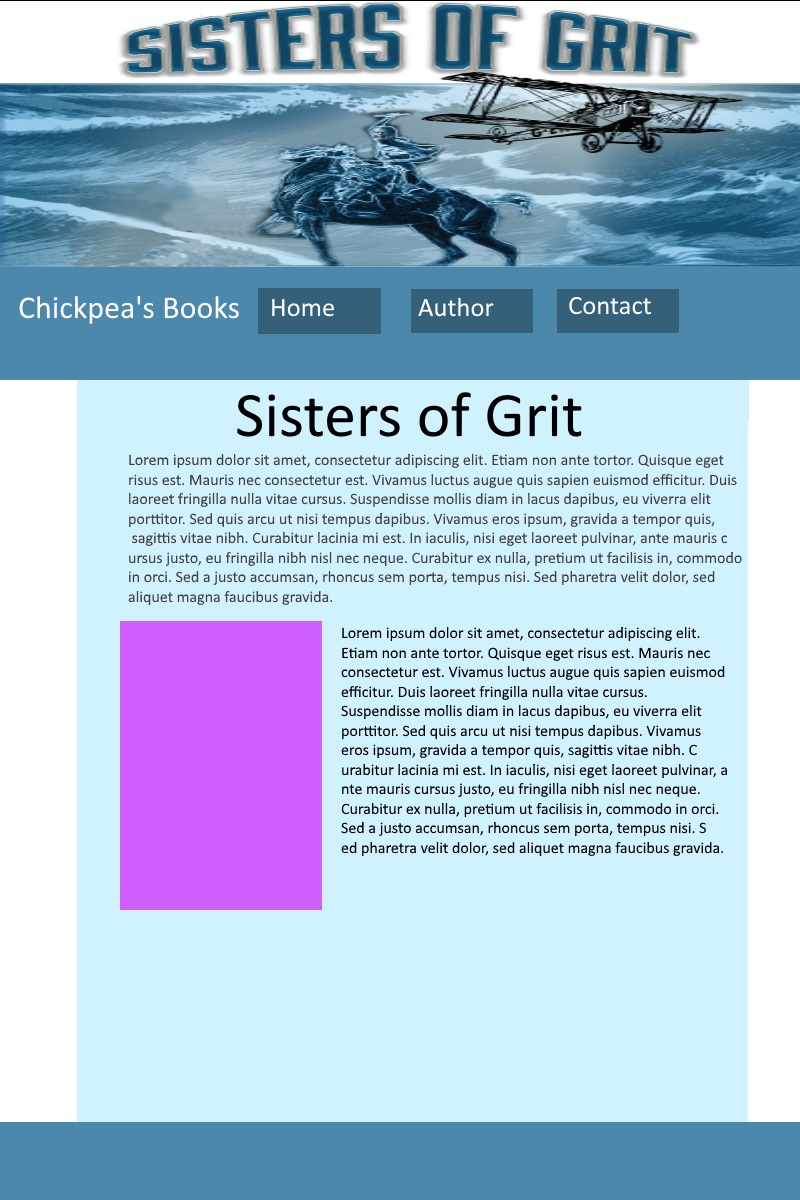 SISTERS OF GRIT
Chickpea's Books Home Author Contact
Sisters of Grit
Lorem ipsum dolor sit amet, consectetur adipiscing elit. Etiam non ante tortor. Quisque eget
risus est. Mauris nec consectetur est. Vivamus luctus augue quis sapien euismod efficitur. Duis
laoreet fringilla nulla vitae cursus. Suspendisse mollis diam in lacus dapibus, eu viverra elit
porttitor. Sed quis arcu ut nisi tempus dapibus. Vivamus eros ipsum, gravida a tempor quis,
sagittis vitae nibh. Curabitur lacinia mi est. In iaculis, nisi eget laoreet pulvinar, ante mauris c
ursus justo, eu fringilla nibh nisl nec neque. Curabitur ex nulla, pretium ut facilisis in, commodo
in orci. Sed a justo accumsan, rhoncus sem porta, tempus nisi. Sed pharetra velit dolor, sed
aliquet magna faucibus gravida.
Lorem ipsum dolor sit amet, consectetur adipiscing elit.
Etiam non ante tortor. Quisque eget risus est. Mauris nec
consectetur est. Vivamus luctus augue quis sapien euismod
efficitur. Duis laoreet fringilla nulla vitae cursus.
Suspendisse mollis diam in lacus dapibus, eu viverra elit
porttitor. Sed quis arcu ut nisi tempus dapibus. Vivamus
eros ipsum, gravida a tempor quis, sagittis vitae nibh. C
urabitur lacinia mi est. In iaculis, nisi eget laoreet pulvinar, a
nte mauris cursus justo, eu fringilla nibh nisl nec neque.
Curabitur ex nulla, pretium ut facilisis in, commodo in orci.
Sed a justo accumsan, rhoncus sem porta, tempus nisi. S
ed pharetra velit dolor, sed aliquet magna faucibus gravida.